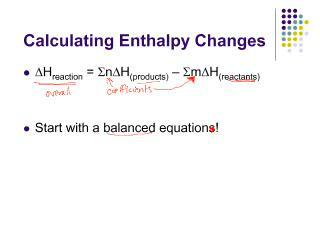 Calculating Enthalpy Changes
● ΔHreaction = ΣnΔH(products) – ΣmΔH(reactants)
overall coefficients
● Start with a balanced equations!